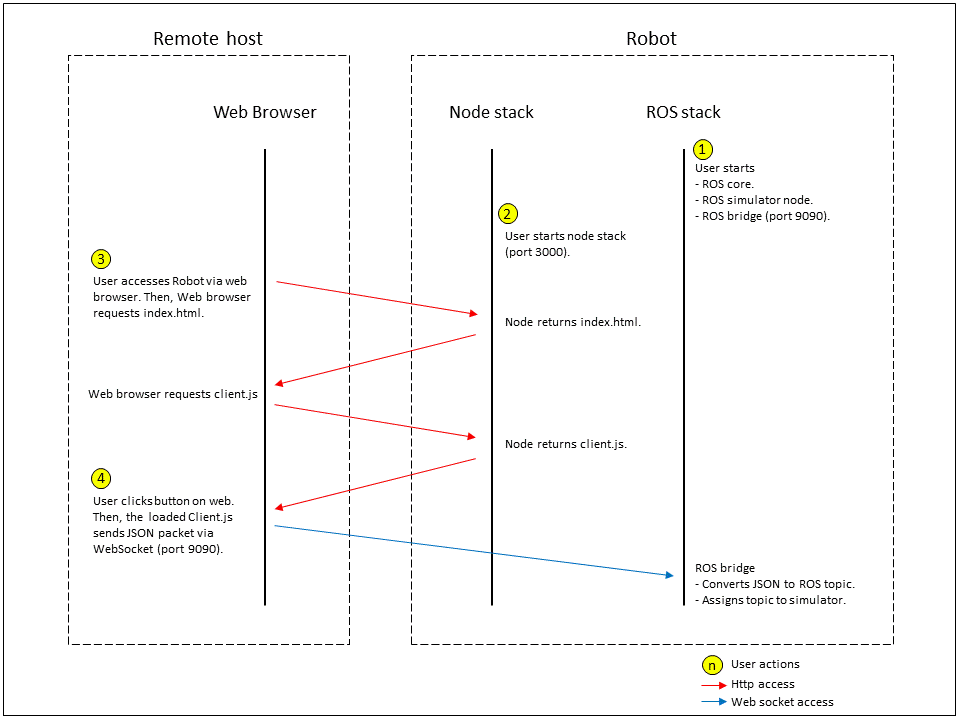 Remote host
Robot
Web Browser
Node stack
ROS stack
1
User starts
- ROS core.
- ROS simulator node.
- ROS bridge (port 9090).
2
User starts node stack
(port 3000).
3
User accesses Robot via web
browser. Then, Web browser
requests index.html.
Node returns index.html.
Web browser requests client.js
Node returns client.js.
4
User clicks button on web.
Then, the loaded Client.js
sends JSON packet via
WebSocket (port 9090).
ROS bridge
- Converts JSON to ROS topic.
- Assigns topic to simulator.
n User actions
Http access
Web socket access